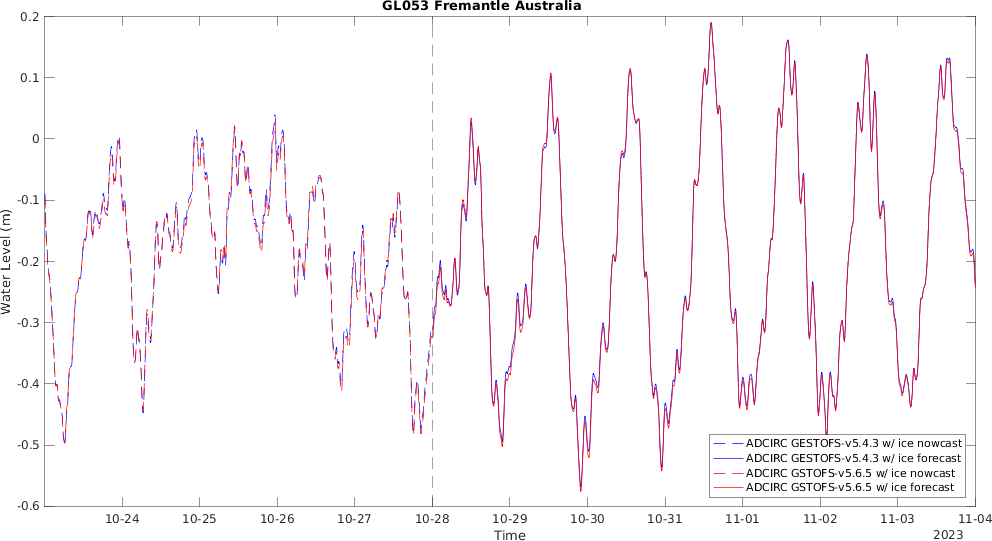 GL053 Fremantle Australia
0.2
0.1
0
-0.1
-0.2
-0.3
-0.4
-0.5
-0.6
Water Level (m)
10-24 10-25 10-26 10-27 10-28 10-29 10-30 10-31 11-01 11-02 11-03 11-04
2023
Time
ADCIRC GESTOFS-v5.4.3 w/ ice nowcast
ADCIRC GESTOFS-v5.4.3 w/ ice forecast
ADCIRC GSTOFS-v5.6.5 w/ ice nowcast
ADCIRC GSTOFS-v5.6.5 w/ ice forecast